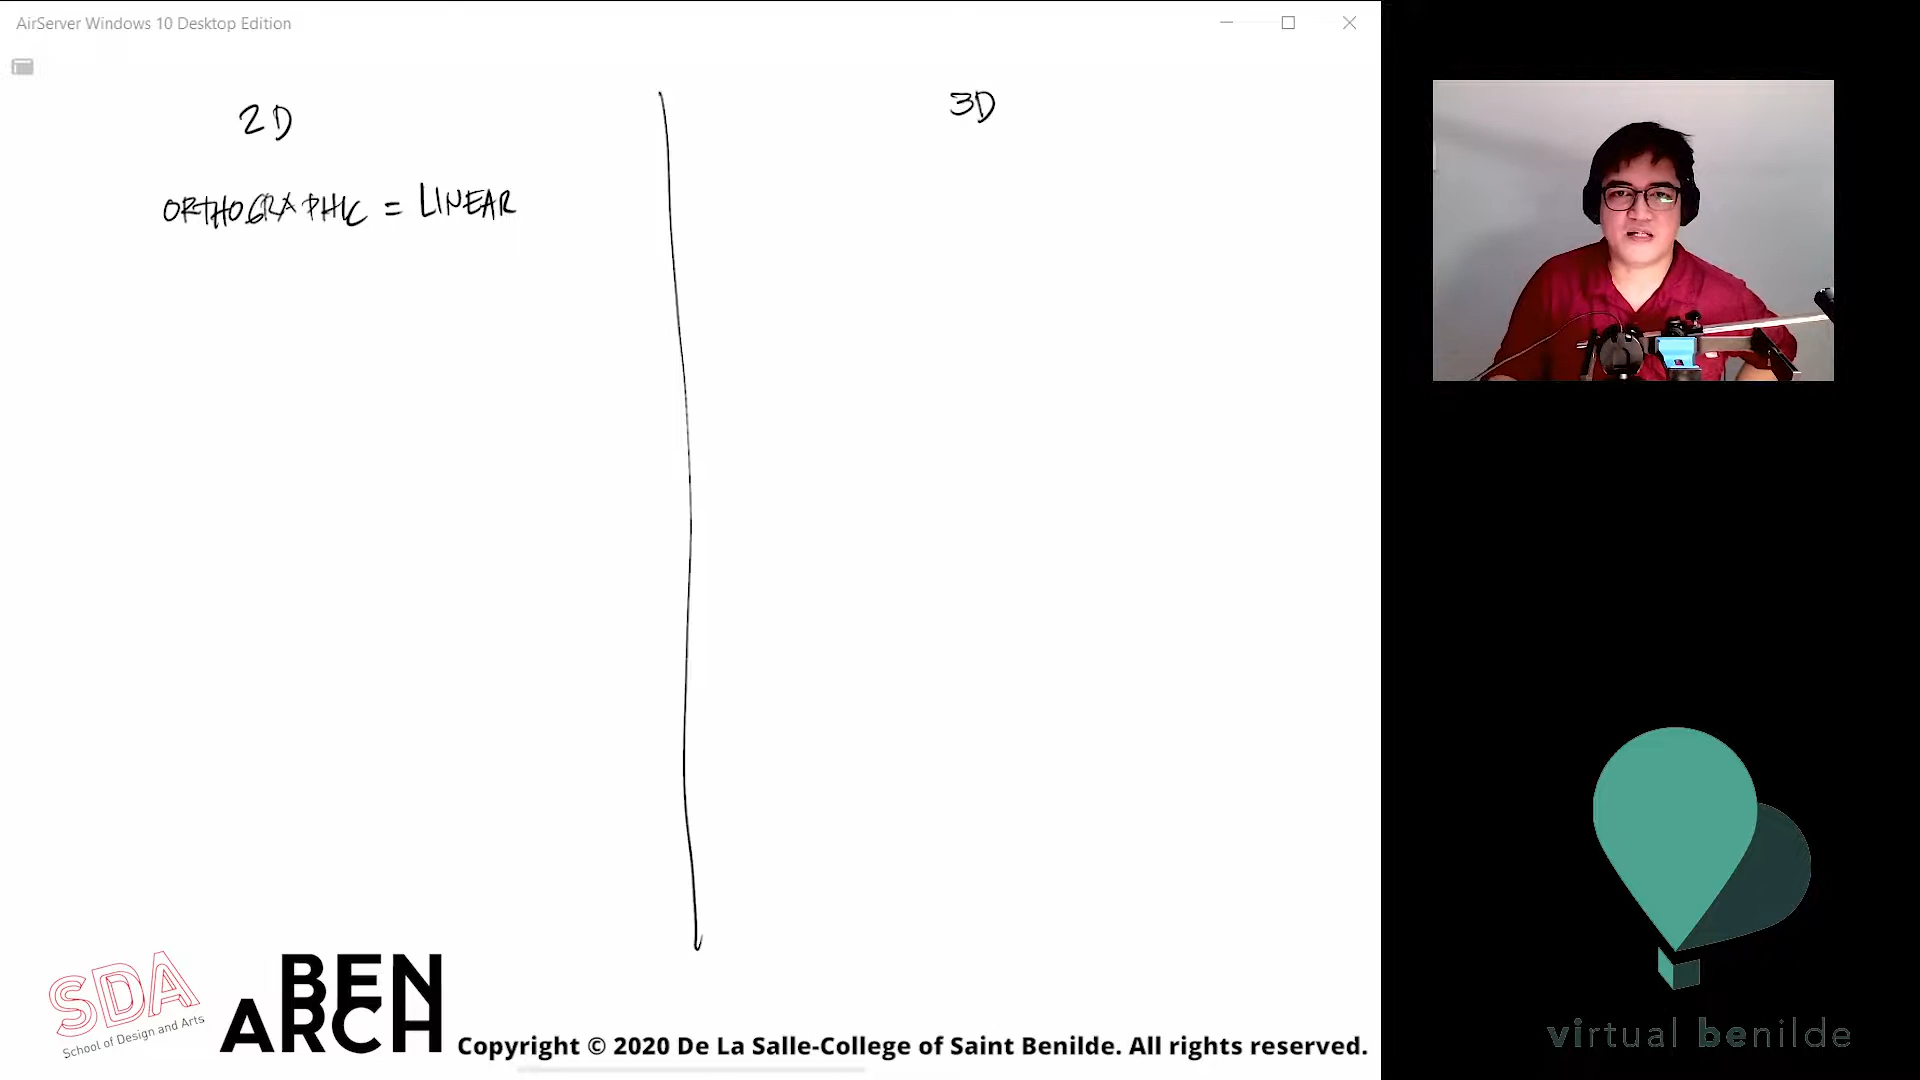 AirServer Windows 10 Desktop Edition
2D
3D
ORTHOGRAPHIC = LINEAR
SDA
School of Design and Arts
BEN
ARCH
Copyright © 2020 De La Salle-College of Saint Benilde. All rights reserved.
virtual benilde